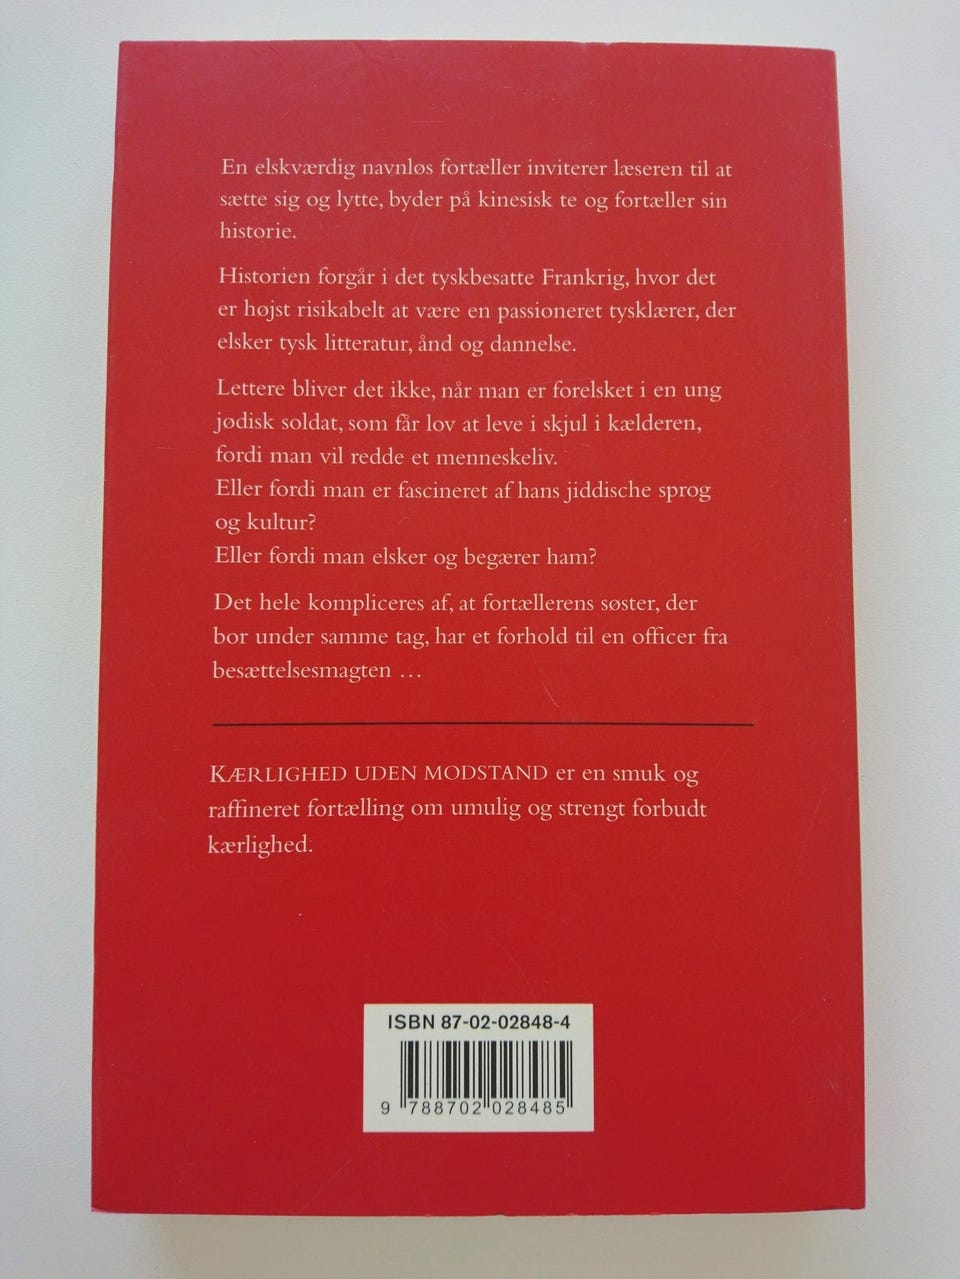 En elskværdig navnløs fortæller inviterer læseren til at
sætte sig og lytte, byder på kinesisk te og fortæller sin
historie.
Historien forgår i det tyskbesatte Frankrig, hvor det
er højst risikabelt at være en passioneret tysklærer, der
elsker tysk litteratur, ånd og dannelse.
Lettere bliver det ikke, når man er forelsket i en ung
jødisk soldat, som får lov at leve i skjul i kælderen,
fordi man vil redde et menneskeliv.
Eller fordi man er fascineret af hans jiddische sprog
og kultur?
Eller fordi man elsker og begærer ham?
Det hele kompliceres af, at fortællerens søster, der
bor under samme tag, har et forhold til en officer fra
besættelsesmagten …
KÆRLIGHED UDEN MODSTAND er en smuk og
raffineret fortælling om umulig og strengt forbudt
kærlighed.
ISBN 87-02-02848-4
9 788702 028485